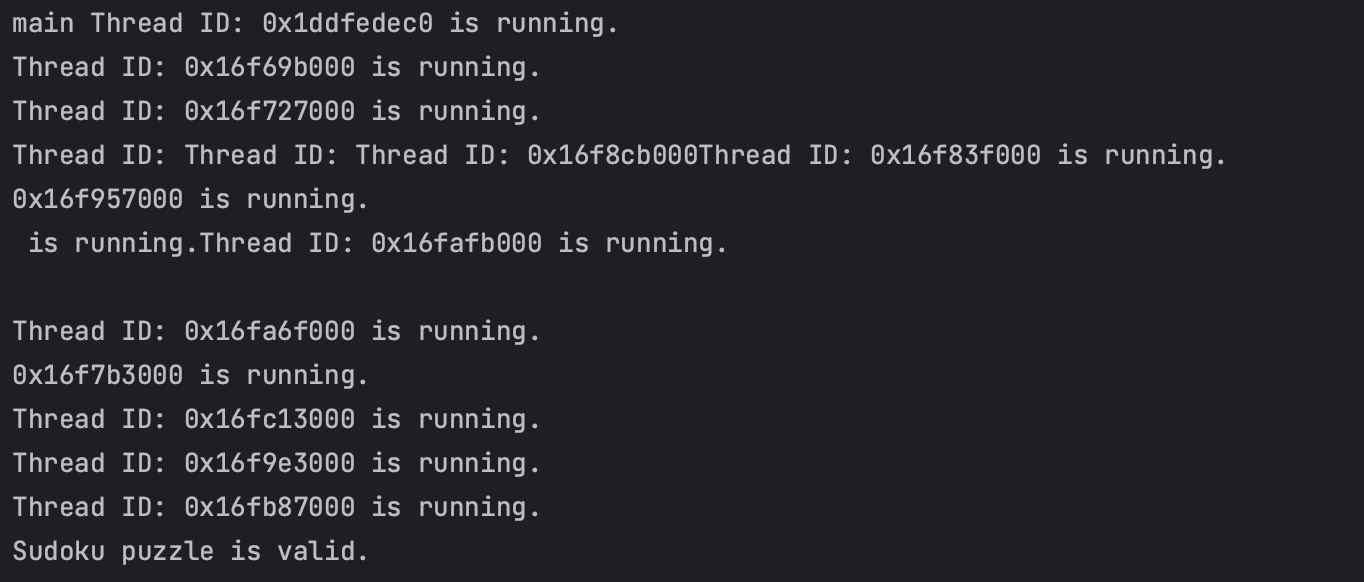 main Thread ID: 0x1ddfedec0 is running.
Thread ID: 0x16f69b000 is running.
Thread ID: 0x16f727000 is running.
Thread ID: Thread ID: Thread ID: 0x16f8cb000Thread ID: 0x16f83f000 is running.
0x16f957000 is running.
 is running.Thread ID: 0x16fafb000 is running.

Thread ID: 0x16fa6f000 is running.
0x16f7b3000 is running.
Thread ID: 0x16fc13000 is running.
Thread ID: 0x16f9e3000 is running.
Thread ID: 0x16fb87000 is running.
Sudoku puzzle is valid.